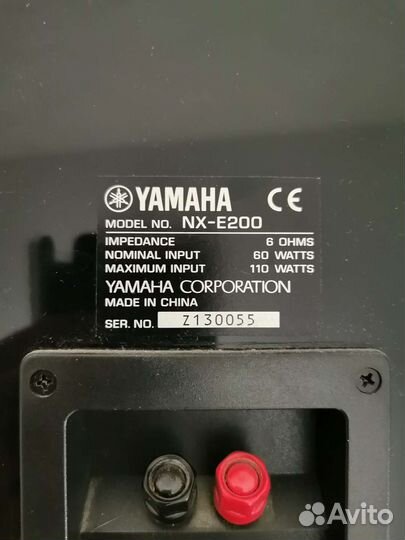 YAMAHA CE
MODEL NO. NX-E200
IMPEDANCE 6 OHMS
NOMINAL INPUT 60 WATTS
MAXIMUM INPUT 110 WATTS
YAMAHA CORPORATION
MADE IN CHINA
SER. NO. Z130055
Avito